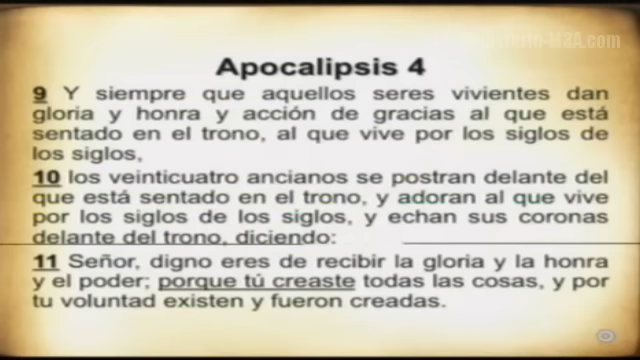 Apocalipsis 4
9 Y siempre que aquellos seres vivientes dan
gloria y honra y acción de gracias al que está
sentado en el trono, al que vive por los siglos de
los siglos,
10 los veinticuatro ancianos se postran delante del
que está sentado en el trono, y adoran al que vive
por los siglos de los siglos, y echan sus coronas
delante del trono, diciendo:
11 Señor, digno eres de recibir la gloria y la honra
y el poder; porque tú creaste todas las cosas, y por
tu voluntad existen y fueron creadas.